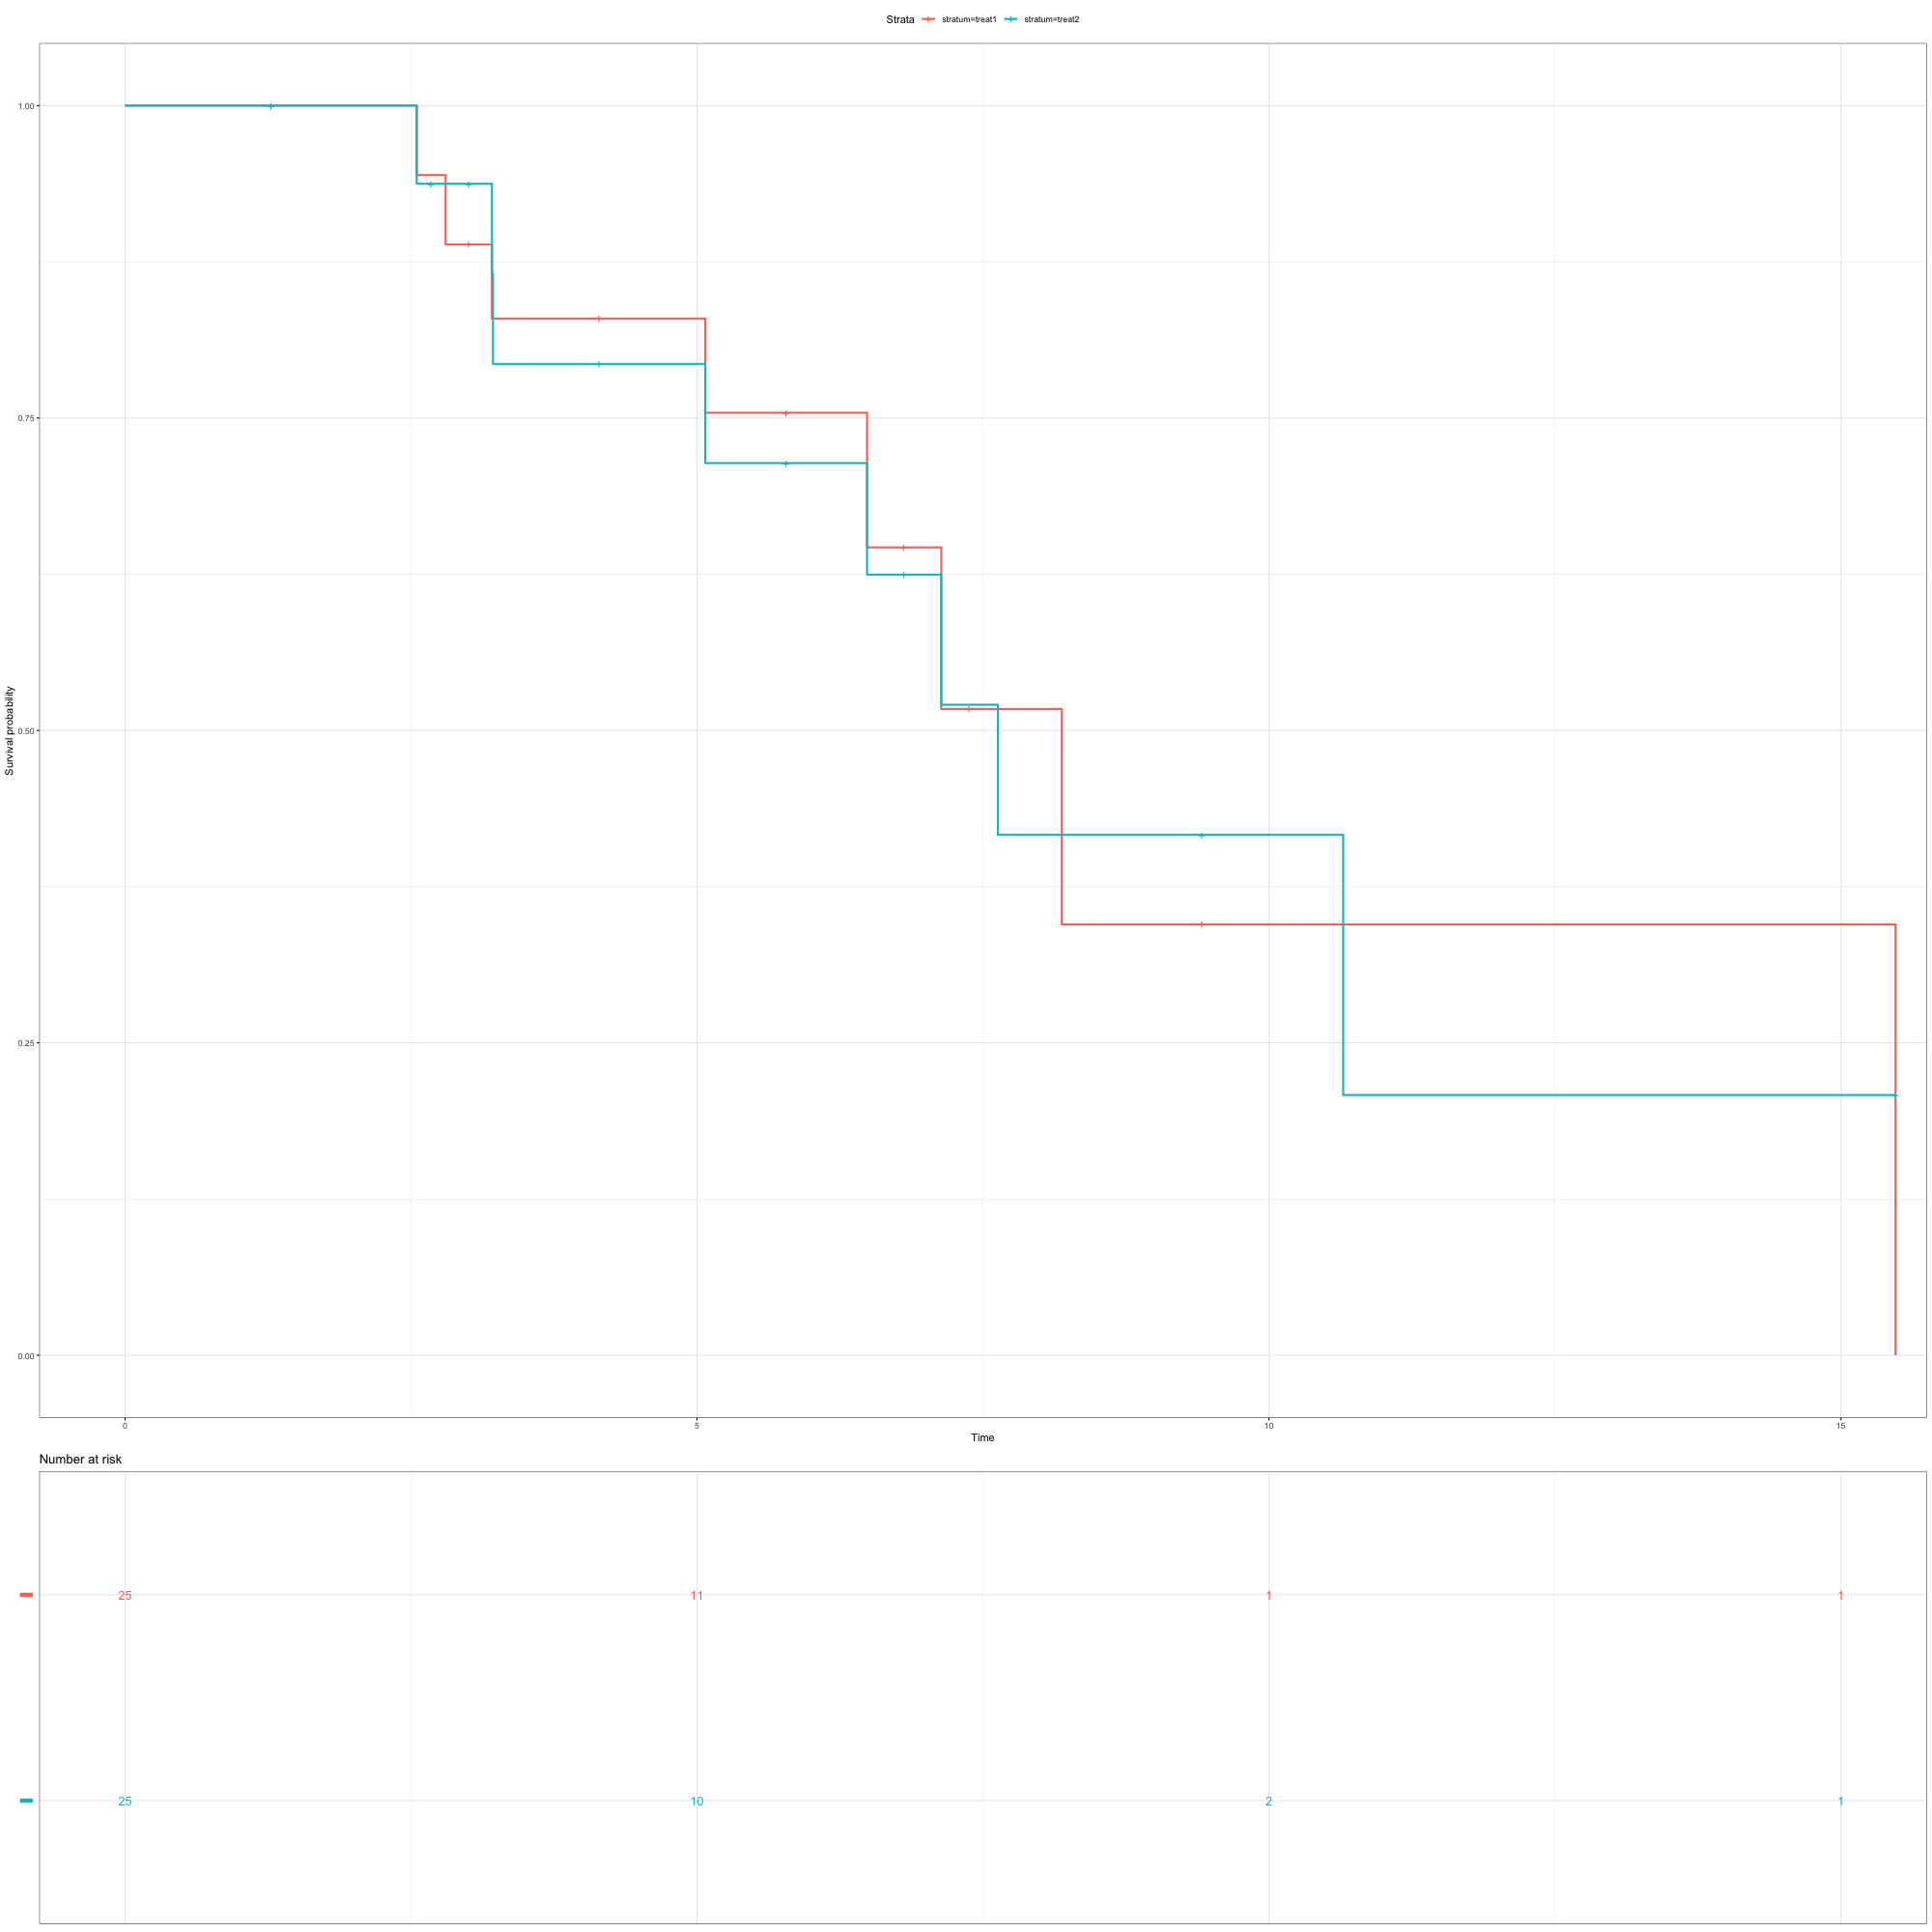 Strata stratum=treat1 stratum=treat2
1.00
0.75
0.50
0.25
0.00
Survival probability
0 5 10 15
Time
Number at risk
25 11 1 1
25 10 2 1